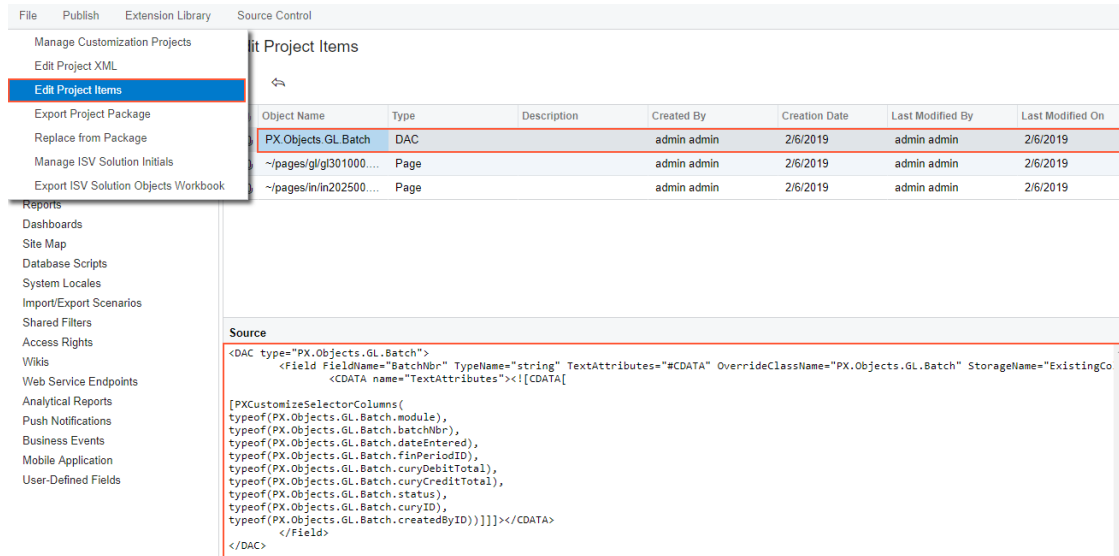 File Publish Extension Library Source Control
Manage Customization Projects
Edit Project XML
Edit Project Items
Export Project Package
Replace from Package
Manage ISV Solution Initials
Export ISV Solution Objects Workbook
Reports
Dashboards
Site Map
Database Scripts
System Locales
Import/Export Scenarios
Shared Filters
Access Rights
Wikis
Web Service Endpoints
Analytical Reports
Push Notifications
Business Events
Mobile Application
User-Defined Fields
dit Project Items
Object Name Type Description Created By Creation Date Last Modified By Last Modified On
PX.Objects.GL.Batch DAC admin admin 2/6/2019 admin admin 2/6/2019
~/pages/gl/gl301000.... Page admin admin 2/6/2019 admin admin 2/6/2019
~/pages/in/in202500.... Page admin admin 2/6/2019 admin admin 2/6/2019
Source
<DAC type="PX.Objects.GL.Batch">
<Field FieldName="BatchNbr" TypeName="string" TextAttributes="#CDATA" OverrideClassName="PX.Objects.GL.Batch" StorageName="ExistingCo
<CDATA name="TextAttributes"><![CDATA[
[PXCustomizeSelectorColumns(
typeof(PX.Objects.GL.Batch.module),
typeof(PX.Objects.GL.Batch.batchNbr),
typeof(PX.Objects.GL.Batch.dateEntered),
typeof(PX.Objects.GL.Batch.finPeriodID),
typeof(PX.Objects.GL.Batch.curyDebitTotal),
typeof(PX.Objects.GL.Batch.curyCreditTotal),
typeof(PX.Objects.GL.Batch.status),
typeof(PX.Objects.GL.Batch.curyID),
typeof(PX.Objects.GL.Batch.createdByID))]]]></CDATA>
</Field>
</DAC>